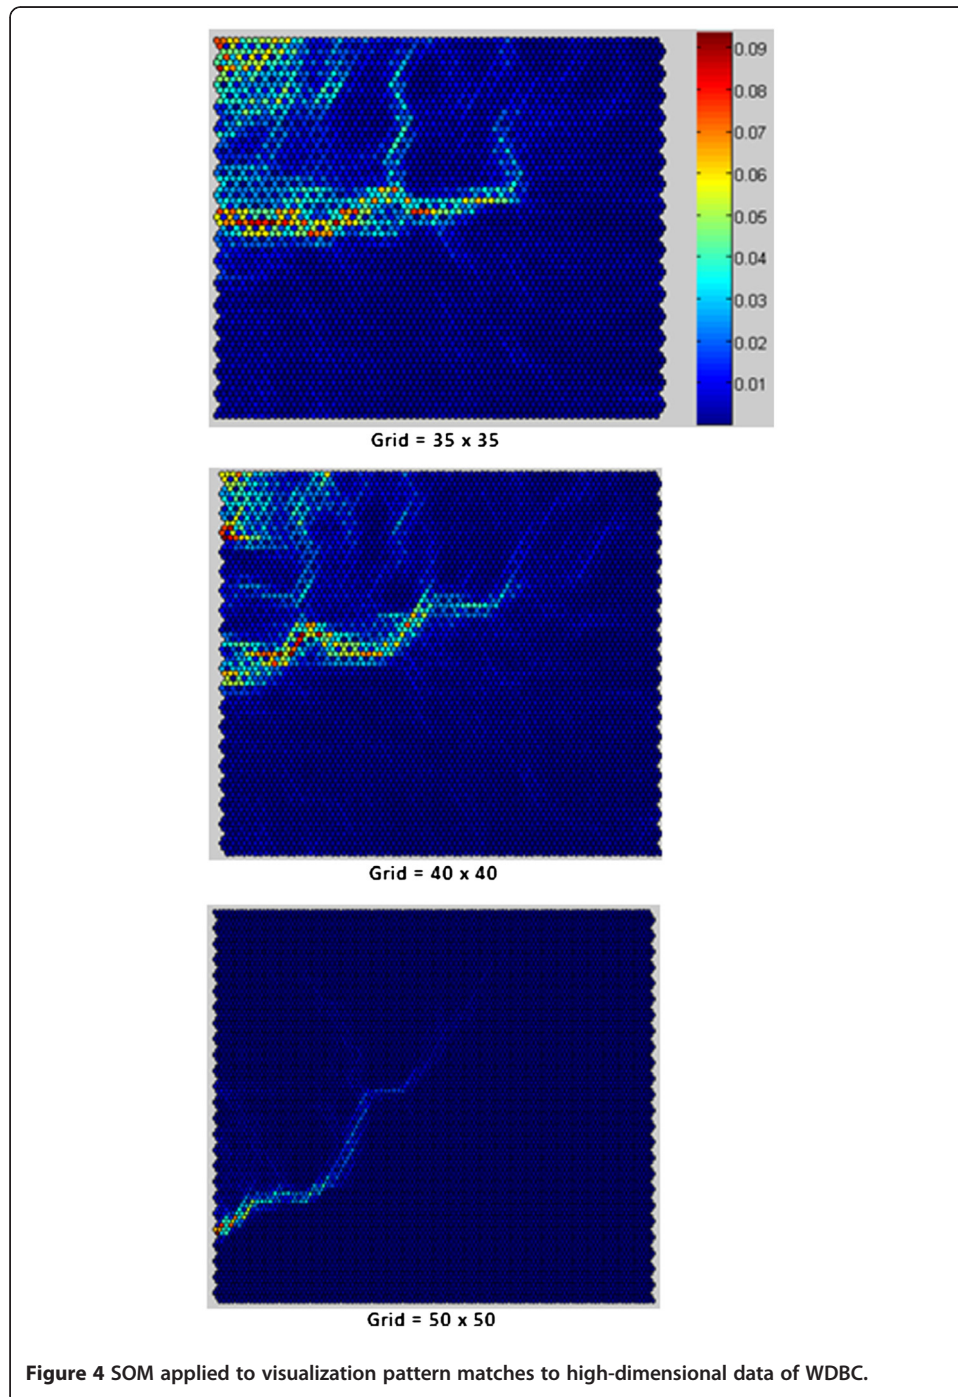 0.09
0.08
0.07
0.06
0.05
0.04
0.03
0.02
0.01
Grid = 35 x 35
Grid = 40 x 40
Grid = 50 x 50
Figure 4 SOM applied to visualization pattern matches to high-dimensional data of WDBC.